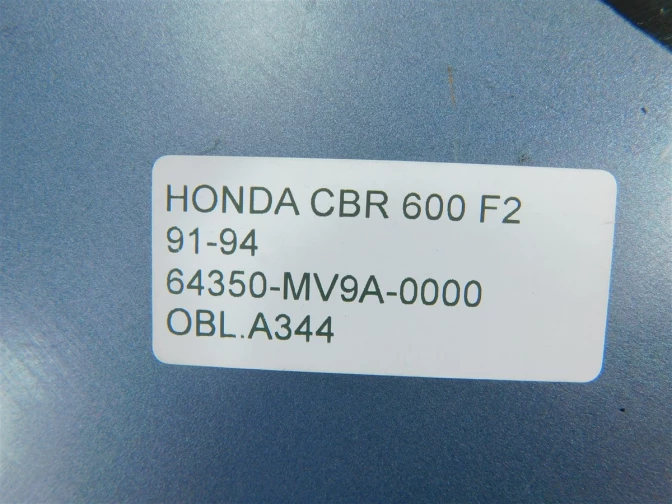 HONDA CBR 600 F2
91-94
64350-MV9A-0000
OBL.A344